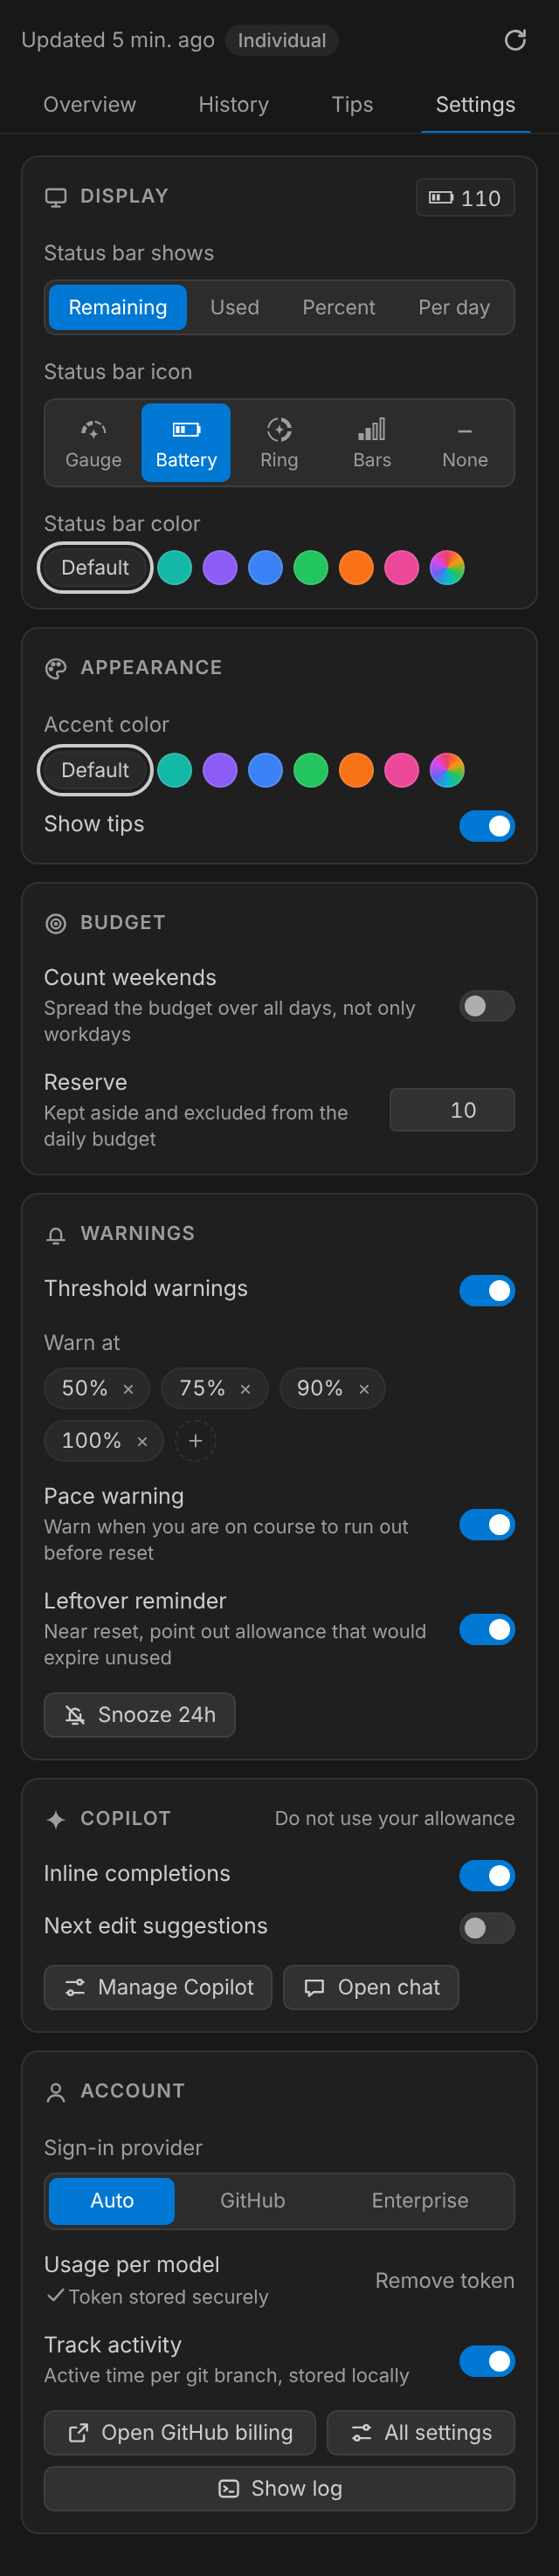 Updated 5 min. ago Individual
Overview History Tips Settings
DISPLAY 110
Status bar shows
Remaining Used Percent Per day
Status bar icon
Gauge Battery Ring Bars None
Status bar color
Default
APPEARANCE
Accent color
Default
Show tips
BUDGET
Count weekends
Spread the budget over all days, not only
workdays
Reserve
Kept aside and excluded from the
daily budget
10
WARNINGS
Threshold warnings
Warn at
50% × 75% × 90% ×
100% × +
Pace warning
Warn when you are on course to run out
before reset
Leftover reminder
Near reset, point out allowance that would
expire unused
Snooze 24h
COPILOT Do not use your allowance
Inline completions
Next edit suggestions
Manage Copilot Open chat
ACCOUNT
Sign-in provider
Auto GitHub Enterprise
Usage per model
Token stored securely
Remove token
Track activity
Active time per git branch, stored locally
Open GitHub billing All settings
Show log